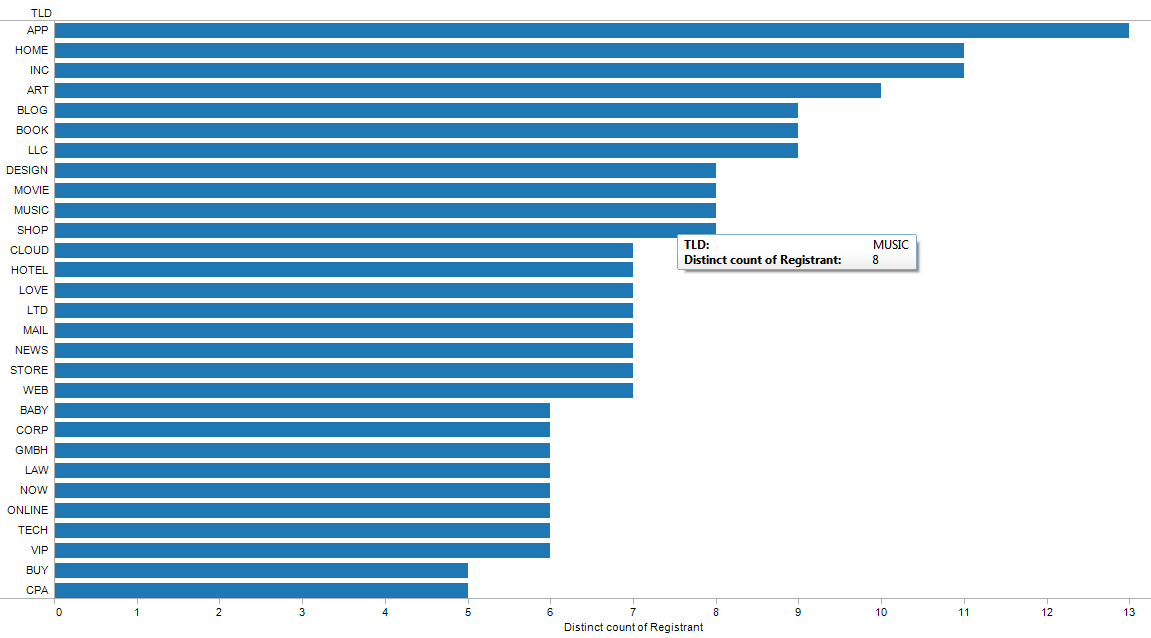 TLD
APP
HOME
INC
ART
BLOG
BOOK
LLC
DESIGN
MOVIE
MUSIC
SHOP
TLD: MUSIC
Distinct count of Registrant: 8
CLOUD
HOTEL
LOVE
LTD
MAIL
NEWS
STORE
WEB
BABY
CORP
GMBH
LAW
NOW
ONLINE
TECH
VIP
BUY
CPA
0 1 2 3 4 5 6 7 8 9 10 11 12 13
Distinct count of Registrant